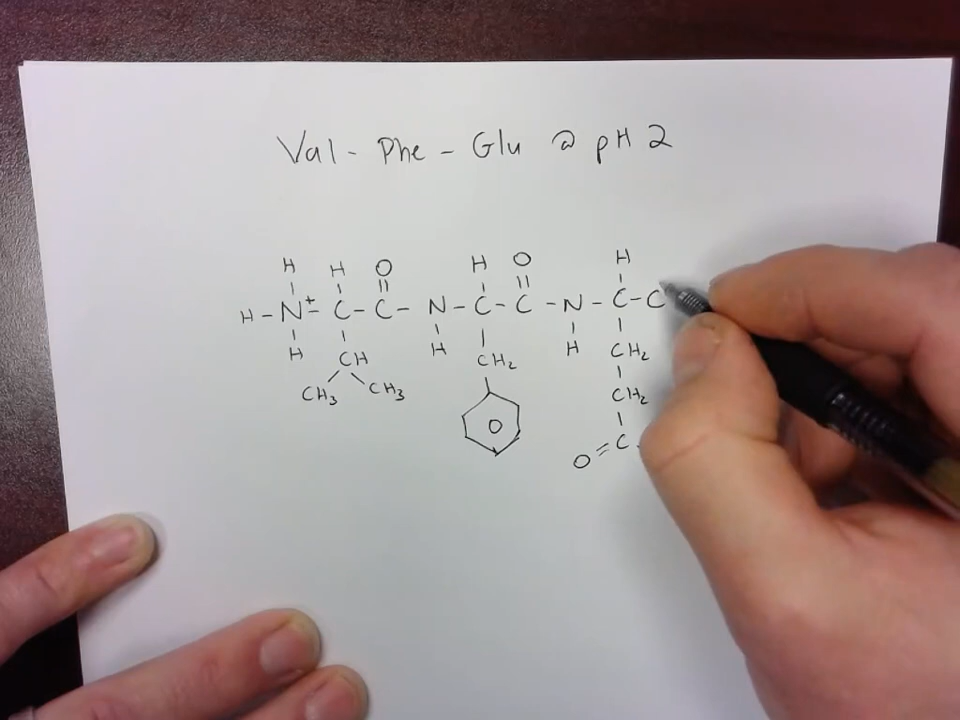 Val - Phe - Glu @ pH 2
H H O H O H
H - N+ - C - C - N - C - C - N - C - C
H CH H CH2 H CH2
CH3 CH3 CH2
O = C